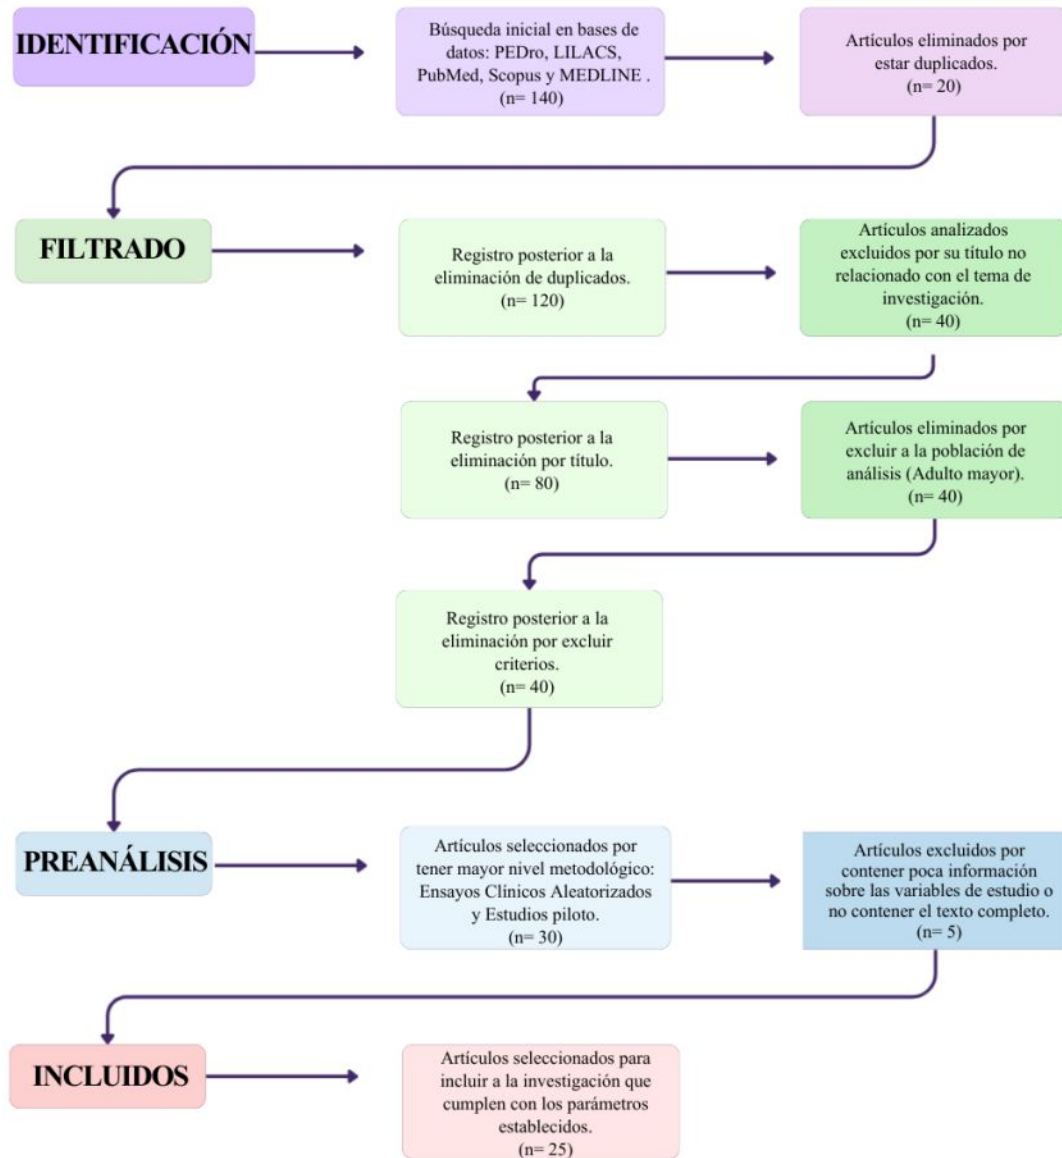 IDENTIFICACIÓN
Búsqueda inicial en bases de
datos: PEDro, LILACS,
PubMed, Scopus y MEDLINE .
(n= 140)
Artículos eliminados por
estar duplicados.
(n= 20)
FILTRADO
Registro posterior a la
eliminación de duplicados.
(n= 120)
Artículos analizados
excluidos por su título no
relacionado con el tema de
investigación.
(n= 40)
Registro posterior a la
eliminación por título.
(n= 80)
Artículos eliminados por
excluir a la población de
análisis (Adulto mayor).
(n= 40)
Registro posterior a la
eliminación por excluir
criterios.
(n= 40)
PREANÁLISIS
Artículos seleccionados por
tener mayor nivel metodológico:
Ensayos Clínicos Aleatorizados
y Estudios piloto.
(n= 30)
Artículos excluidos por
contener poca información
sobre las variables de estudio o
no contener el texto completo.
(n= 5)
INCLUIDOS
Artículos seleccionados para
incluir a la investigación que
cumplen con los parámetros
establecidos.
(n= 25)